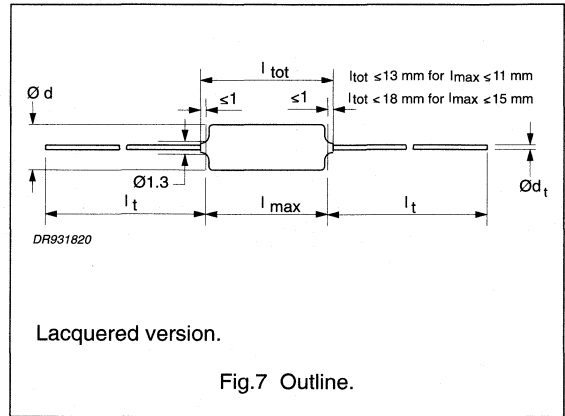 l tot
l tot ≤13 mm for l max ≤11 mm
l tot < 18 mm for l max ≤15 mm
Ø d
≤1
≤1
Ø1.3
Ød t
l t
l max
l t
DR931820
Lacquered version.
Fig.7 Outline.